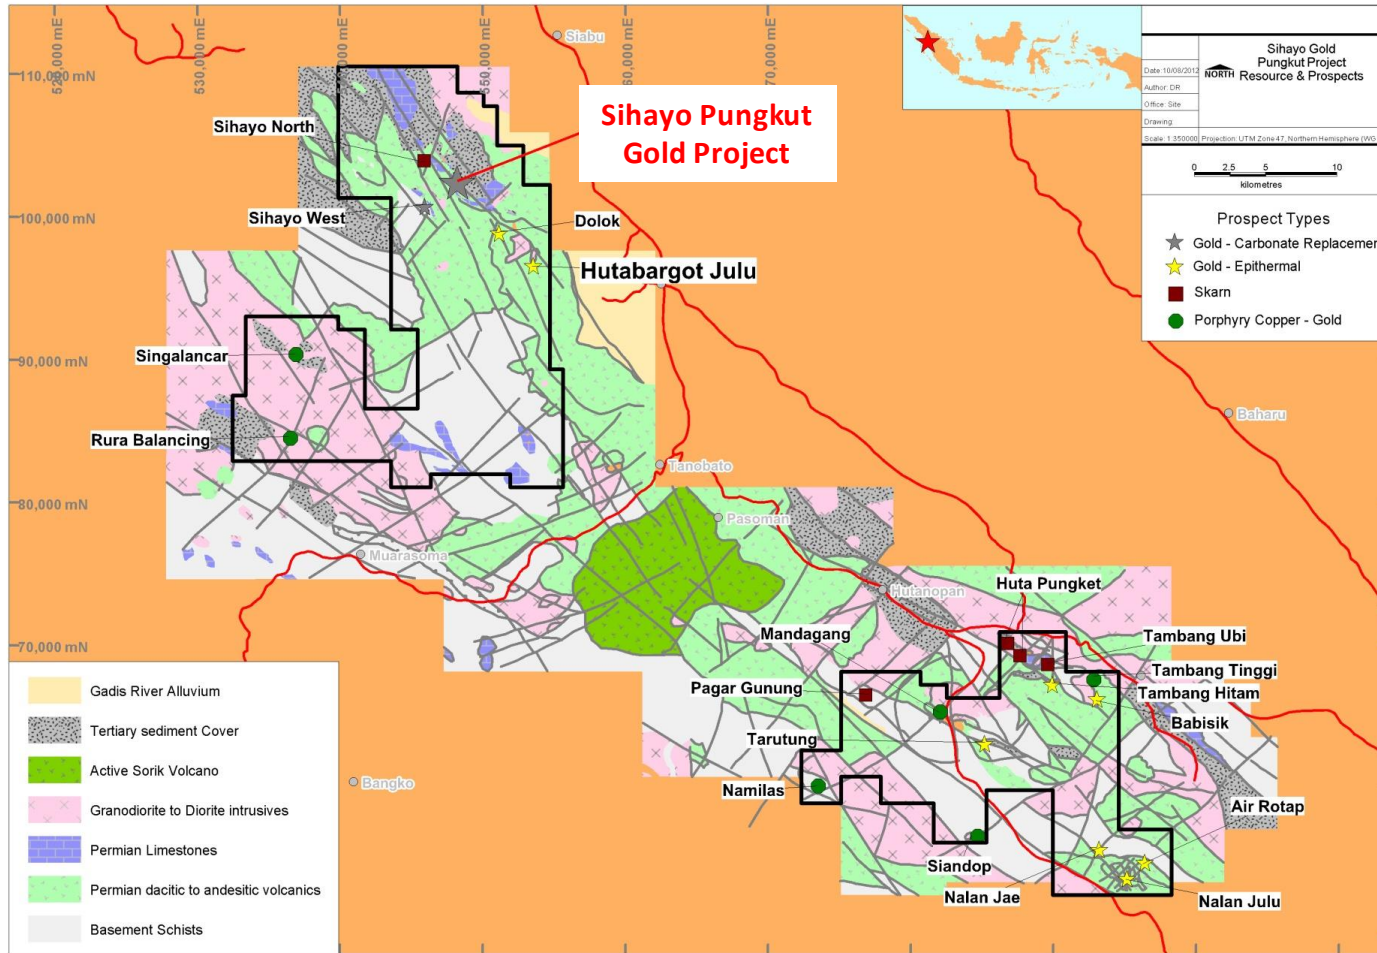 520,000 mE
530,000 mE
550,000 mE
70,000 mE
110,000 mN
100,000 mN
90,000 mN
80,000 mN
70,000 mN
Siabu
Sihayo North
Sihayo Pungkut
Gold Project
Sihayo West
Dolok
Hutabargot Julu
Singalancar
Rura Balancing
Baharu
Tanobato
Pasoman
Muarasoma
Hutanopan
Huta Pungket
Mandagang
Tambang Ubi
Tambang Tinggi
Pagar Gunung
Tambang Hitam
Babisik
Tarutung
Namilas
Bangko
Air Rotap
Siandop
Nalan Jae
Nalan Julu
Date: 10/08/2012
Author: DR
Office: Site
Drawing:
Scale: 1:350000
Projection: UTM Zone 47, Northern Hemisphere (WG
NORTH
Sihayo Gold
Pungkut Project
Resource & Prospects
0 2.5 5 10
kilometres
Prospect Types
Gold - Carbonate Replacemen
Gold - Epithermal
Skarn
Porphyry Copper - Gold
Gadis River Alluvium
Tertiary sediment Cover
Active Sorik Volcano
Granodiorite to Diorite intrusives
Permian Limestones
Permian dacitic to andesitic volcanics
Basement Schists